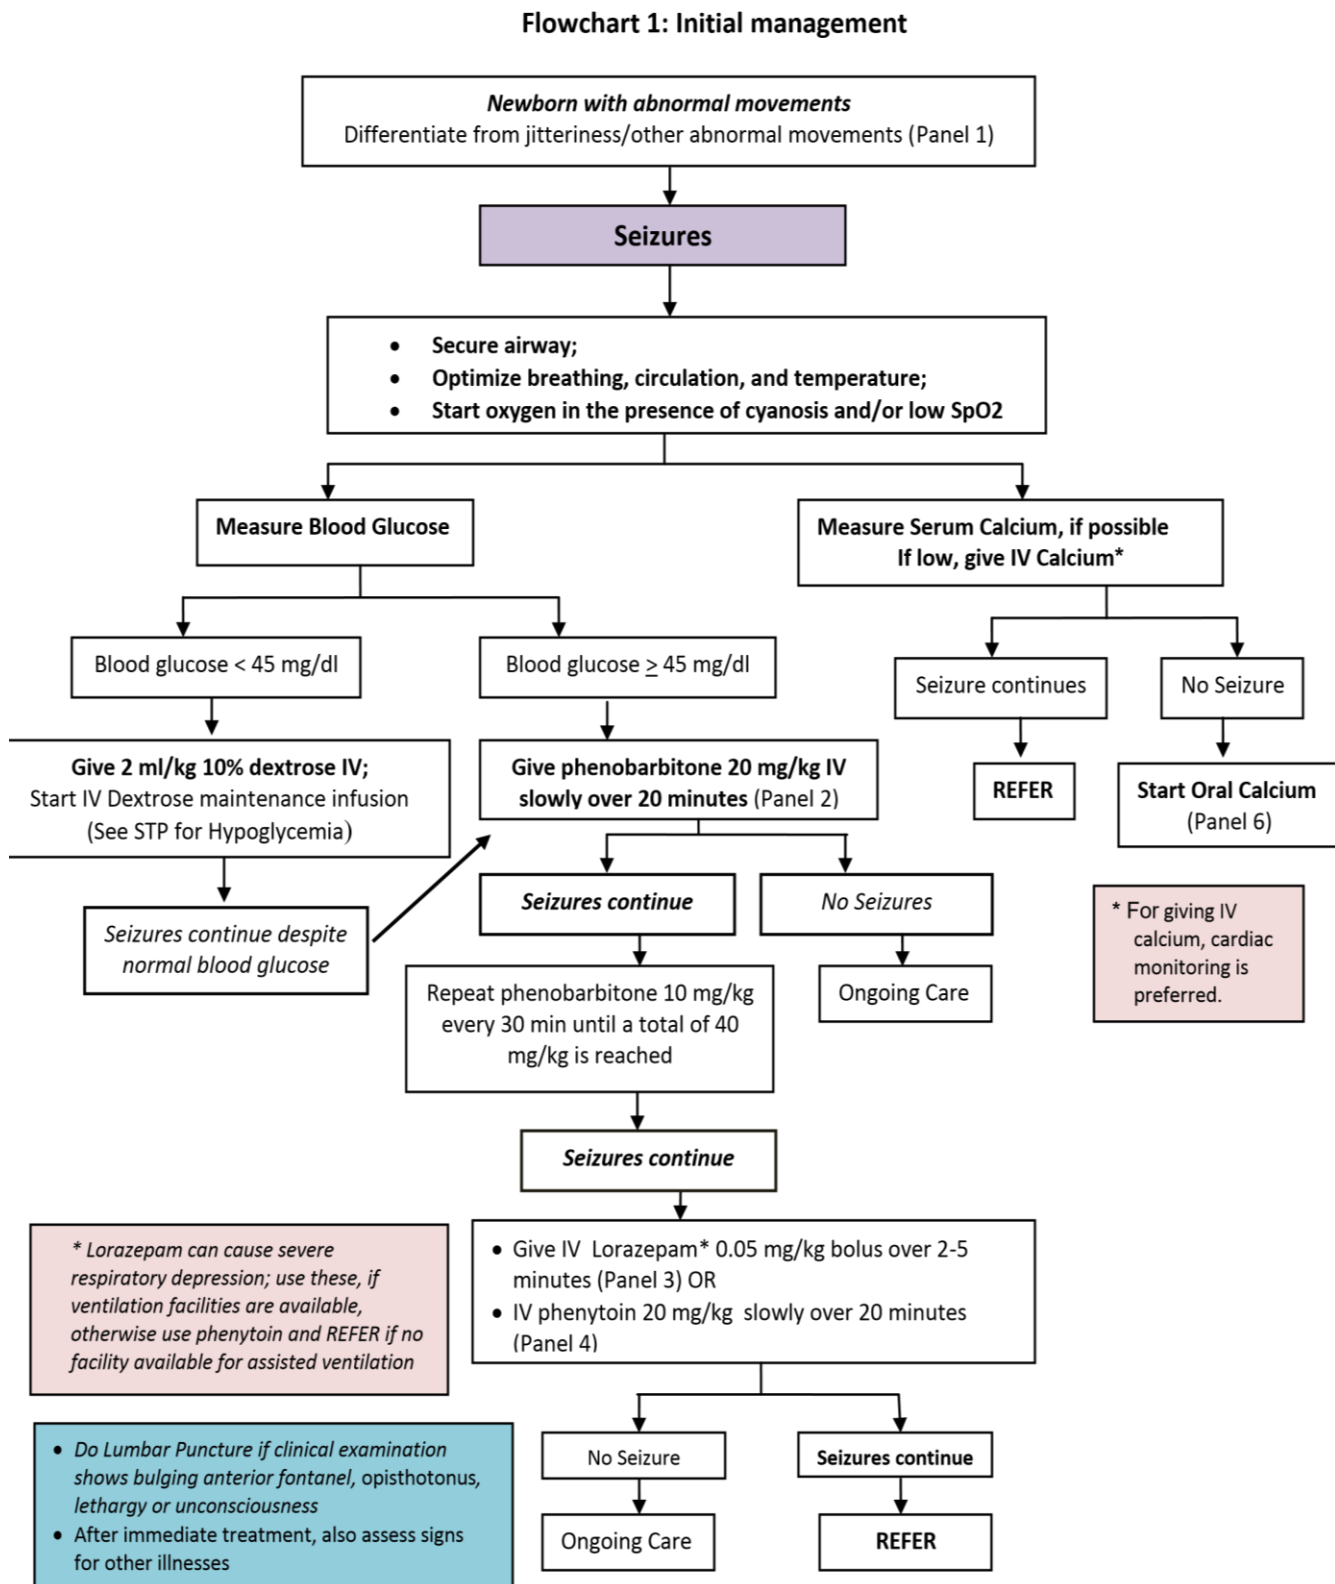 Flowchart 1: Initial management
Newborn with abnormal movements
Differentiate from jitteriness/other abnormal movements (Panel 1)
Seizures
• Secure airway;
• Optimize breathing, circulation, and temperature;
• Start oxygen in the presence of cyanosis and/or low SpO2
Measure Blood Glucose
Measure Serum Calcium, if possible
If low, give IV Calcium*
Blood glucose < 45 mg/dl
Blood glucose ≥ 45 mg/dl
Seizure continues
No Seizure
Give 2 ml/kg 10% dextrose IV;
Start IV Dextrose maintenance infusion
(See STP for Hypoglycemia)
Give phenobarbitone 20 mg/kg IV
slowly over 20 minutes (Panel 2)
REFER
Start Oral Calcium
(Panel 6)
Seizures continue despite
normal blood glucose
Seizures continue
No Seizures
* For giving IV
calcium, cardiac
monitoring is
preferred.
Repeat phenobarbitone 10 mg/kg
every 30 min until a total of 40
mg/kg is reached
Ongoing Care
Seizures continue
* Lorazepam can cause severe
respiratory depression; use these, if
ventilation facilities are available,
otherwise use phenytoin and REFER if no
facility available for assisted ventilation
• Give IV Lorazepam* 0.05 mg/kg bolus over 2-5
minutes (Panel 3) OR
• IV phenytoin 20 mg/kg slowly over 20 minutes
(Panel 4)
• Do Lumbar Puncture if clinical examination
shows bulging anterior fontanel, opisthotonus,
lethargy or unconsciousness
• After immediate treatment, also assess signs
for other illnesses
No Seizure
Seizures continue
Ongoing Care
REFER